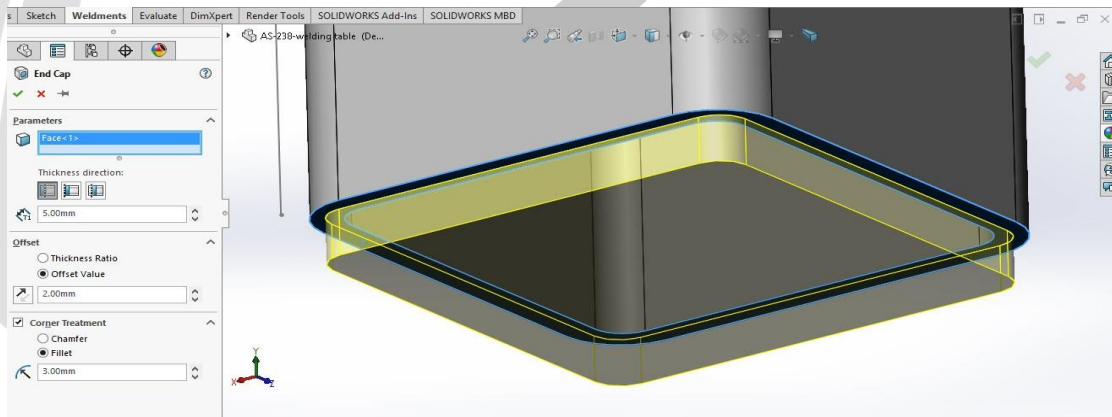 s Sketch Weldments Evaluate DimXpert Render Tools SOLIDWORKS Add-Ins SOLIDWORKS MBD
AS-238-welding table (De...
End Cap
Parameters
Face<1>
Thickness direction:
5.00mm
Offset
Thickness Ratio
Offset Value
2.00mm
Corner Treatment
Chamfer
Fillet
3.00mm
Y
X
Z